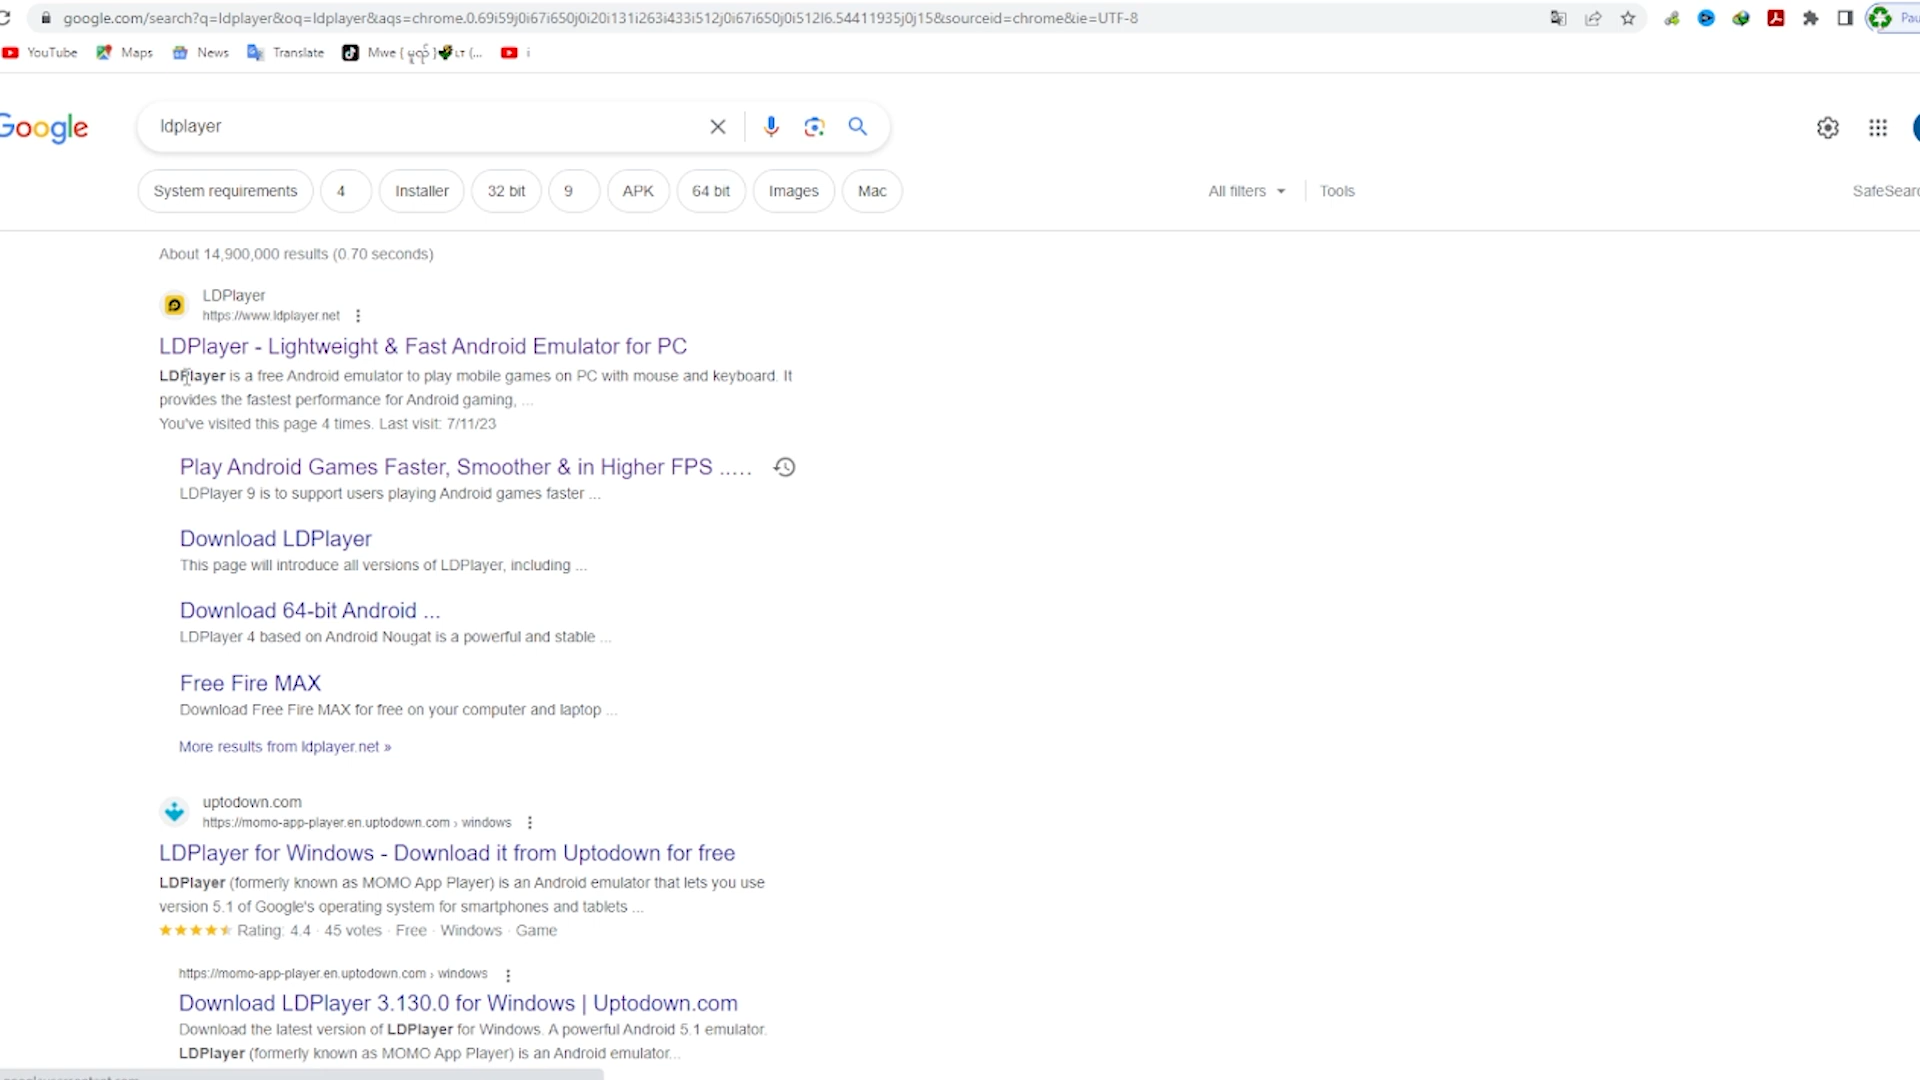 google.com/search?q=ldplayer&oq=ldplayer&aqs=chrome.0.69i59j0i67i650j0i20i131i263i433i512j0i67i650j0i512l6.54411935j0j15&sourceid=chrome&ie=UTF-8
YouTube Maps News Translate Mwe { မူလ် } ʟᴛ (... i
Google ldplayer
System requirements 4 Installer 32 bit 9 APK 64 bit Images Mac All filters Tools SafeSearc
About 14,900,000 results (0.70 seconds)
LDPlayer
https://www.ldplayer.net
LDPlayer - Lightweight & Fast Android Emulator for PC
LDPlayer is a free Android emulator to play mobile games on PC with mouse and keyboard. It
provides the fastest performance for Android gaming, ...
You've visited this page 4 times. Last visit: 7/11/23
Play Android Games Faster, Smoother & in Higher FPS .....
LDPlayer 9 is to support users playing Android games faster ...
Download LDPlayer
This page will introduce all versions of LDPlayer, including ...
Download 64-bit Android ...
LDPlayer 4 based on Android Nougat is a powerful and stable ...
Free Fire MAX
Download Free Fire MAX for free on your computer and laptop ...
More results from ldplayer.net »
uptodown.com
https://momo-app-player.en.uptodown.com › windows
LDPlayer for Windows - Download it from Uptodown for free
LDPlayer (formerly known as MOMO App Player) is an Android emulator that lets you use
version 5.1 of Google's operating system for smartphones and tablets ...
Rating: 4.4 · 45 votes · Free · Windows · Game
https://momo-app-player.en.uptodown.com › windows
Download LDPlayer 3.130.0 for Windows | Uptodown.com
Download the latest version of LDPlayer for Windows. A powerful Android 5.1 emulator.
LDPlayer (formerly known as MOMO App Player) is an Android emulator...